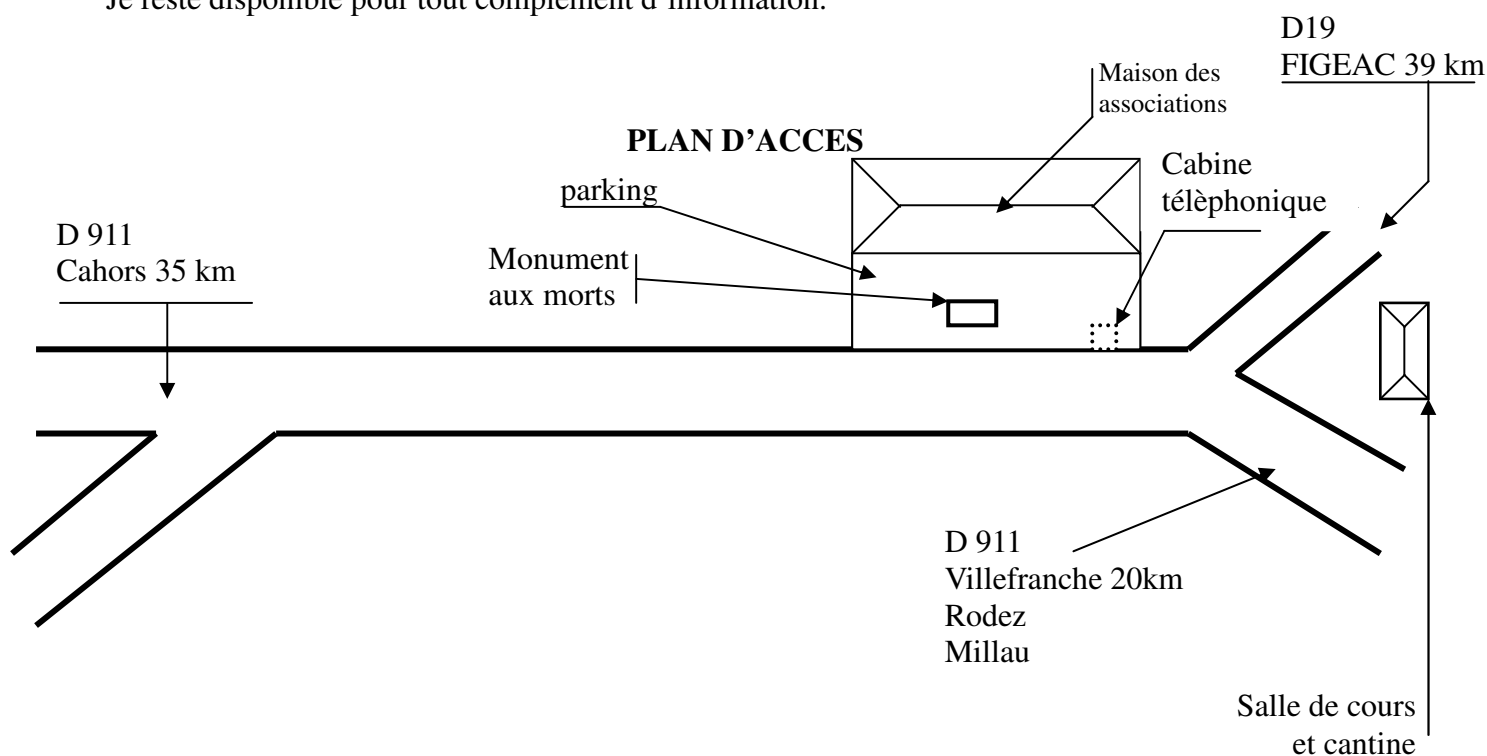 Je reste disponible pour tout complément d'information.
D19
FIGEAC 39 km
Maison des
associations
PLAN D'ACCES
Cabine
télèphonique
parking
D 911
Cahors 35 km
Monument
aux morts
D 911
Villefranche 20km
Rodez
Millau
Salle de cours
et cantine